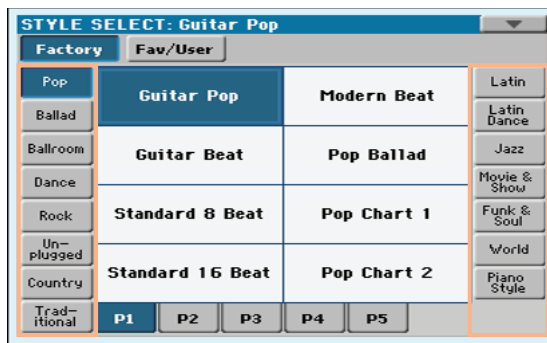 STYLE SELECT: Guitar Pop
Factory Fav/User
Pop
Ballad
Ballroom
Dance
Rock
Un-
plugged
Country
Trad-
itional
Guitar Pop Modern Beat
Guitar Beat Pop Ballad
Standard 8 Beat Pop Chart 1
Standard 16 Beat Pop Chart 2
P1 P2 P3 P4 P5
Latin
Latin
Dance
Jazz
Movie &
Show
Funk &
Soul
World
Piano
Style